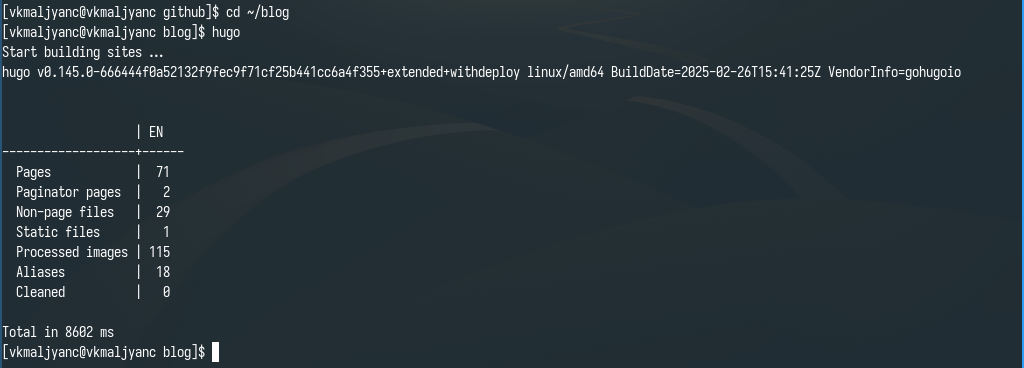 [vkmaljyanc@vkmaljyanc github]$ cd ~/blog
[vkmaljyanc@vkmaljyanc blog]$ hugo
Start building sites …
hugo v0.145.0-666444f0a52132f9fec9f71cf25b441cc6a4f355+extended+withdeploy linux/amd64 BuildDate=2025-02-26T15:41:25Z VendorInfo=gohugoio
                   | EN
-------------------+------
  Pages            |  71
  Paginator pages  |   2
  Non-page files   |  29
  Static files     |   1
  Processed images | 115
  Aliases          |  18
  Cleaned          |   0
Total in 8602 ms
[vkmaljyanc@vkmaljyanc blog]$